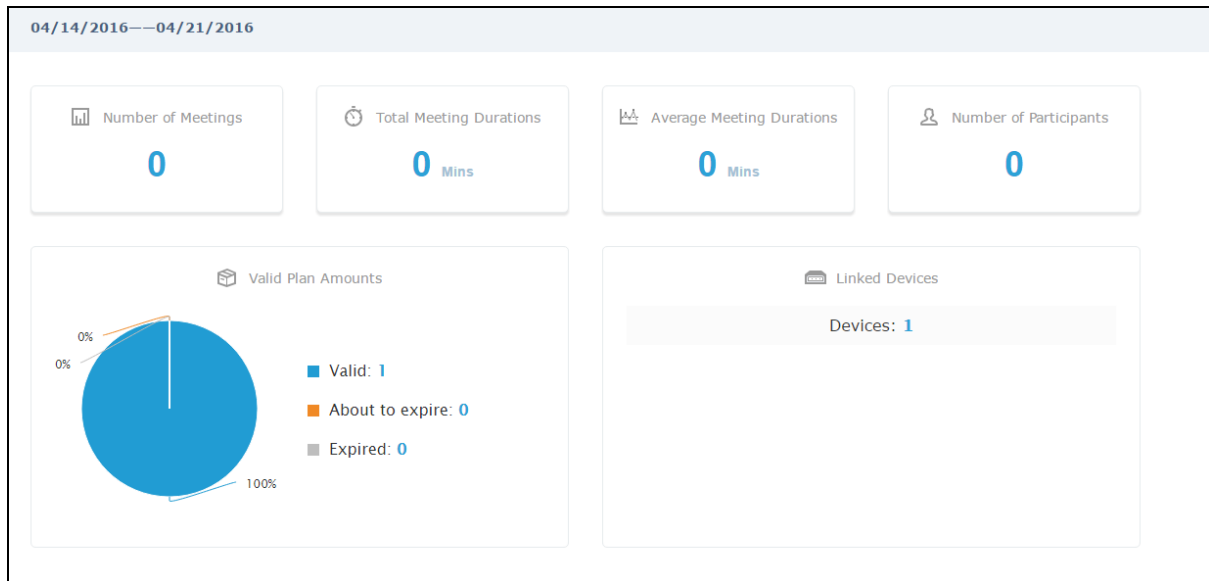 04/14/2016——04/21/2016
Number of Meetings
0
Total Meeting Durations
0 Mins
Average Meeting Durations
0 Mins
Number of Participants
0
Valid Plan Amounts
0%
0%
100%
Valid: 1
About to expire: 0
Expired: 0
Linked Devices
Devices: 1